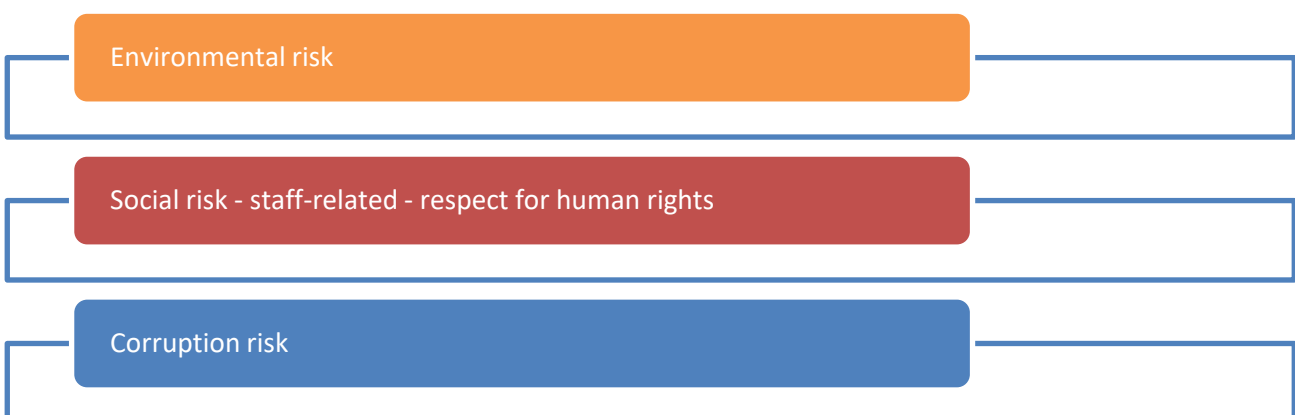 Environmental risk
Social risk - staff-related - respect for human rights
Corruption risk